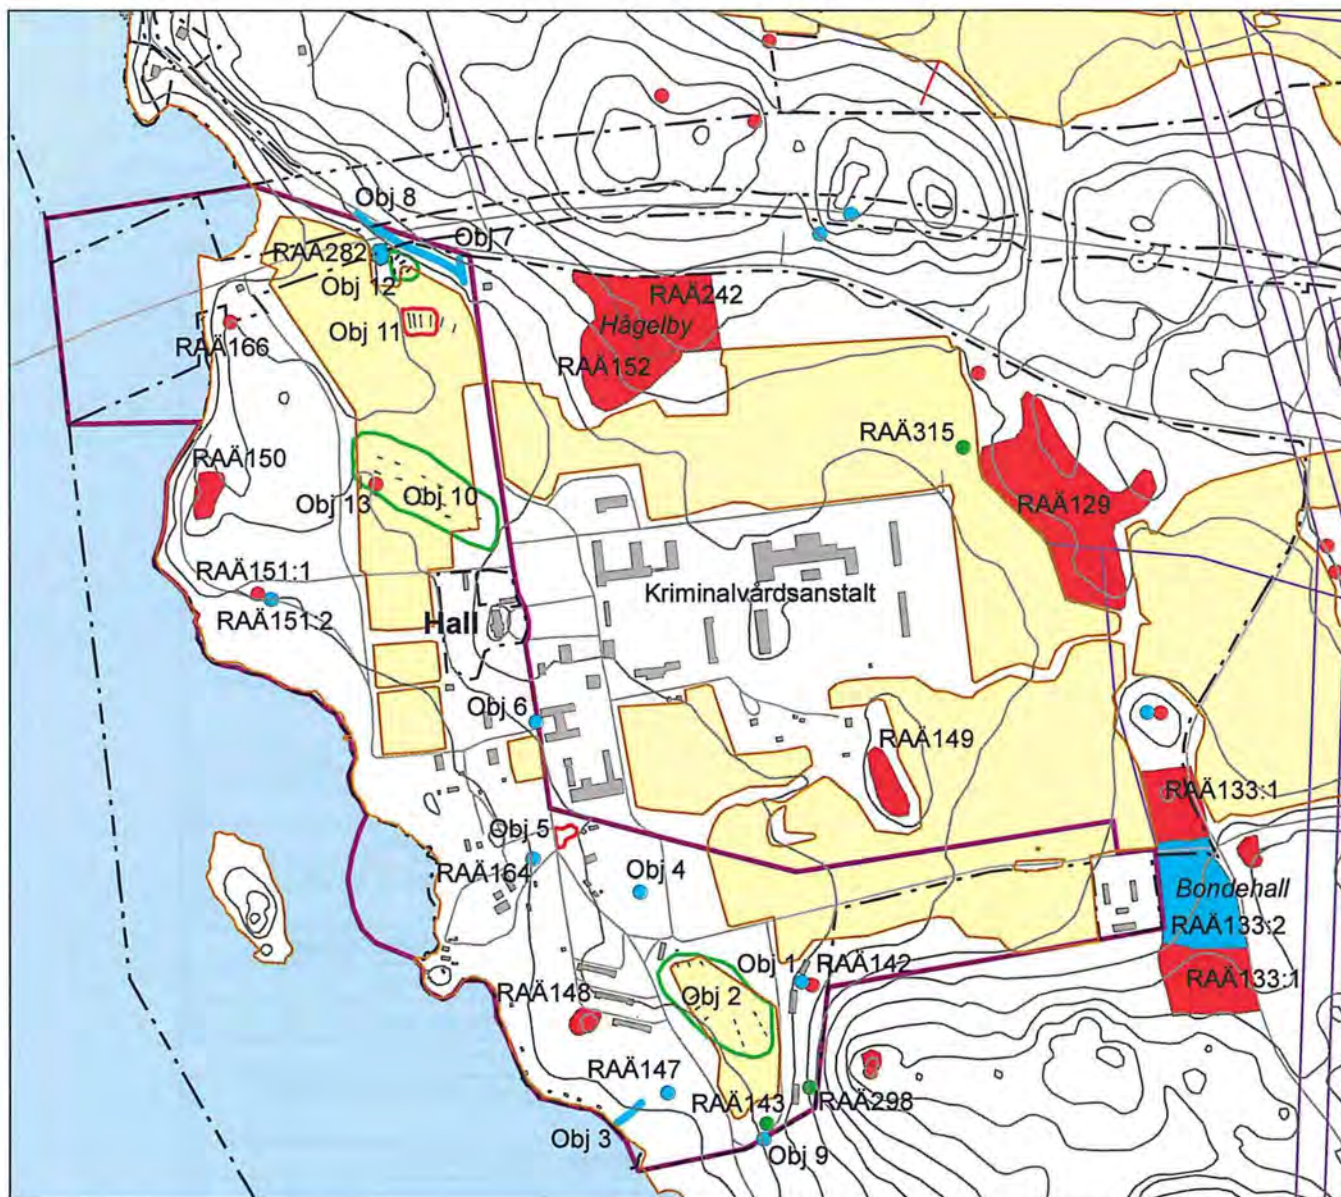 Obj 8
Obj 7
RAÄ282
Obj 12
RAÄ242
Hågelby
Obj 11
RAÄ166
RAÄ152
RAÄ315
RAÄ150
Obj 10
Obj 13
RAÄ129
RAÄ151:1
Kriminalvårdsanstalt
RAÄ151:2
Hall
Obj 6
RAÄ149
RAÄ133:1
Obj 5
RAÄ164
Obj 4
Bondehall
RAÄ133:2
Obj 1
RAÄ142
RAÄ133:1
RAÄ148
Obj 2
RAÄ147
RAÄ143
RAÄ298
Obj 3
Obj 9